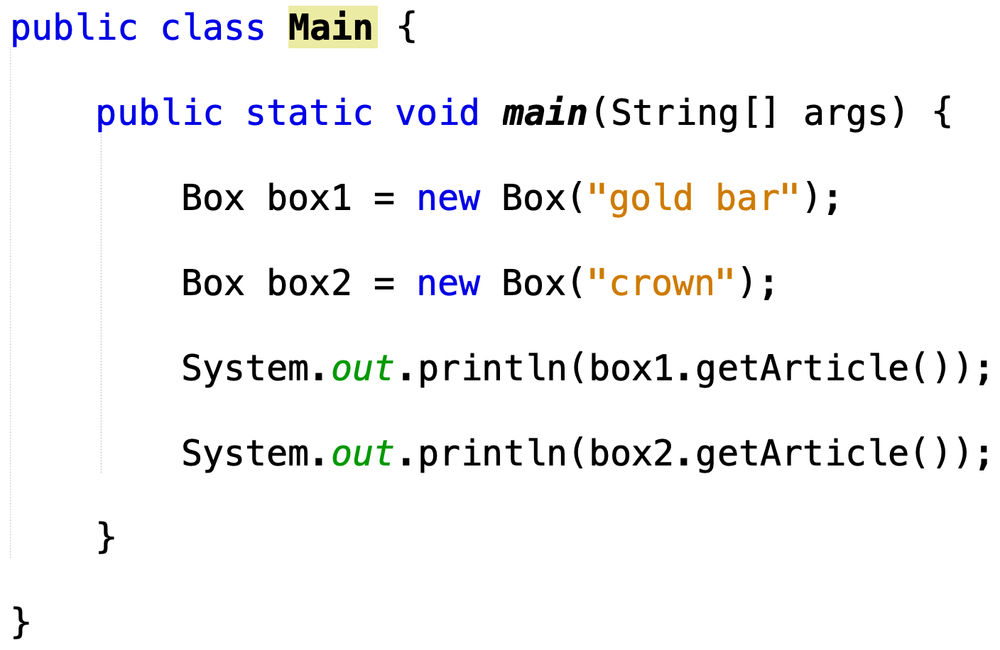 public class Main {
public static void main(String[] args) {
Box box1 = new Box("gold bar");
Box box2 = new Box("crown");
System.out.println(box1.getArticle());
System.out.println(box2.getArticle());
}
}